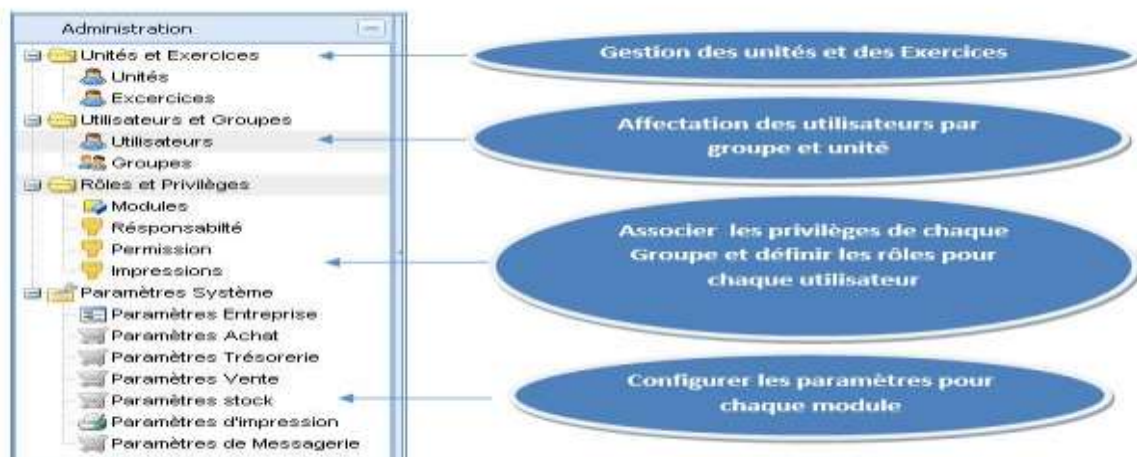 Administration
Unités et Exercices
Unités
Excercices
Utilisateurs et Groupes
Utilisateurs
Groupes
Rôles et Privilèges
Modules
Résponsabilté
Permission
Impressions
Paramètres Système
Paramètres Entreprise
Paramètres Achat
Paramètres Trésorerie
Paramètres Vente
Paramètres stock
Paramètres d'impression
Paramètres de Messagerie
Gestion des unités et des Exercices
Affectation des utilisateurs par
groupe et unité
Associer les privilèges de chaque
Groupe et définir les rôles pour
chaque utilisateur
Configurer les paramètres pour
chaque module